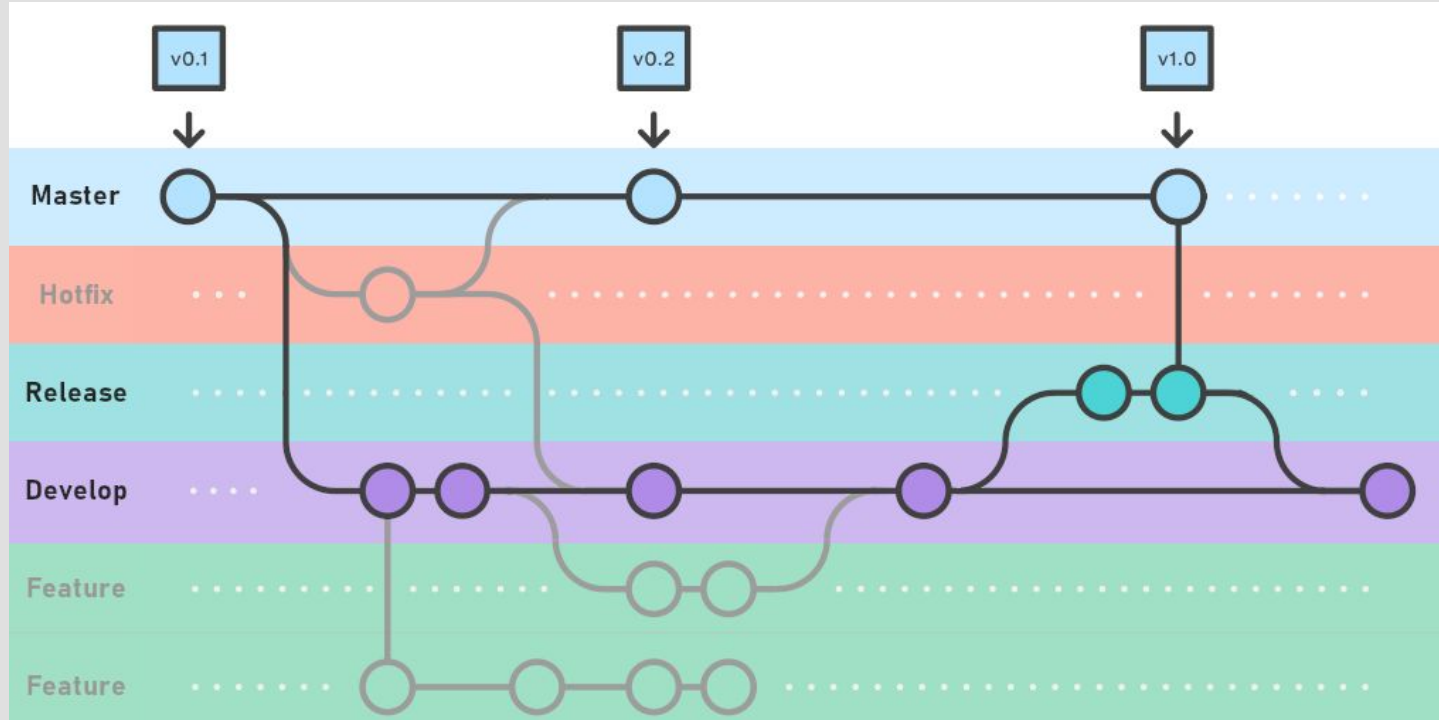 v0.1
v0.2
v1.0
Master
Hotfix
Release
Develop
Feature
Feature